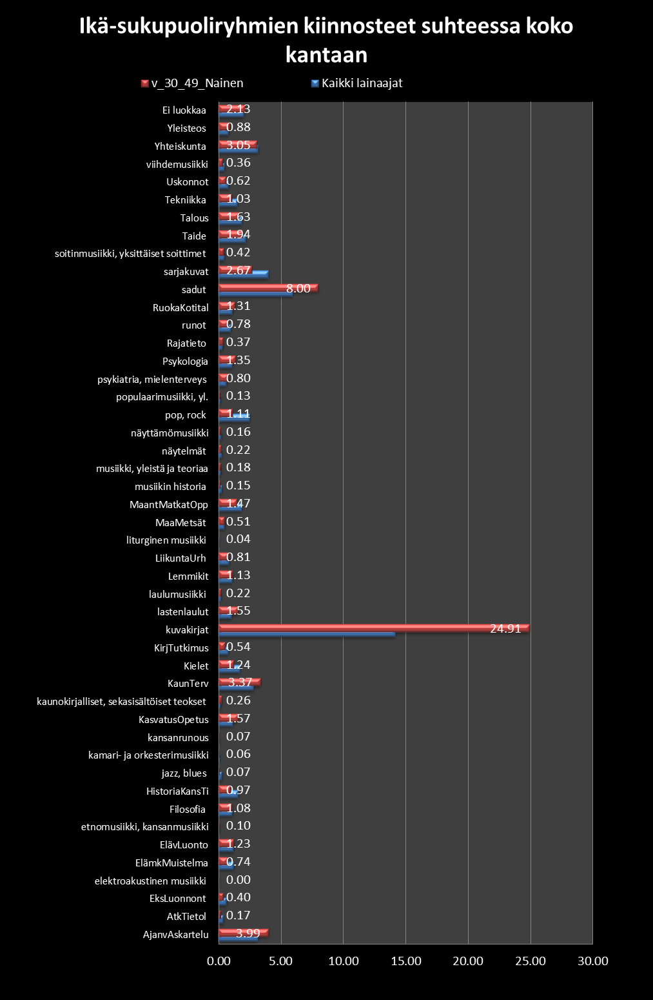 Ikä-sukupuoliryhmien kiinnosteet suhteessa koko
kantaan
v_30_49_Nainen Kaikki lainaajat
Ei luokkaa 2.13
Yleisteos 0.88
Yhteiskunta 3.05
viihdemusiikki 0.36
Uskonnot 0.62
Tekniikka 1.03
Talous 1.63
Taide 1.94
soitinmusiikki, yksittäiset soittimet 0.42
sarjakuvat 2.67
sadut 8.00
RuokaKotital 1.31
runot 0.78
Rajatieto 0.37
Psykologia 1.35
psykiatria, mielenterveys 0.80
populaarimusiikki, yl. 0.13
pop, rock 1.11
näyttämömusiikki 0.16
näytelmät 0.22
musiikki, yleistä ja teoriaa 0.18
musiikin historia 0.15
MaantMatkatOpp 1.47
MaaMetsät 0.51
liturginen musiikki 0.04
LiikuntaUrh 0.81
Lemmikit 1.13
laulumusiikki 0.22
lastenlaulut 1.55
kuvakirjat 24.91
KirjTutkimus 0.54
Kielet 1.24
KaunTerv 3.37
kaunokirjalliset, sekasisältöiset teokset 0.26
KasvatusOpetus 1.57
kansanrunous 0.07
kamari- ja orkesterimusiikki 0.06
jazz, blues 0.07
HistoriaKansTi 0.97
Filosofia 1.08
etnomusiikki, kansanmusiikki 0.10
ElävLuonto 1.23
ElämkMuistelma 0.74
elektroakustinen musiikki 0.00
EksLuonnont 0.40
AtkTietol 0.17
AjanvAskartelu 3.99
0.00 5.00 10.00 15.00 20.00 25.00 30.00